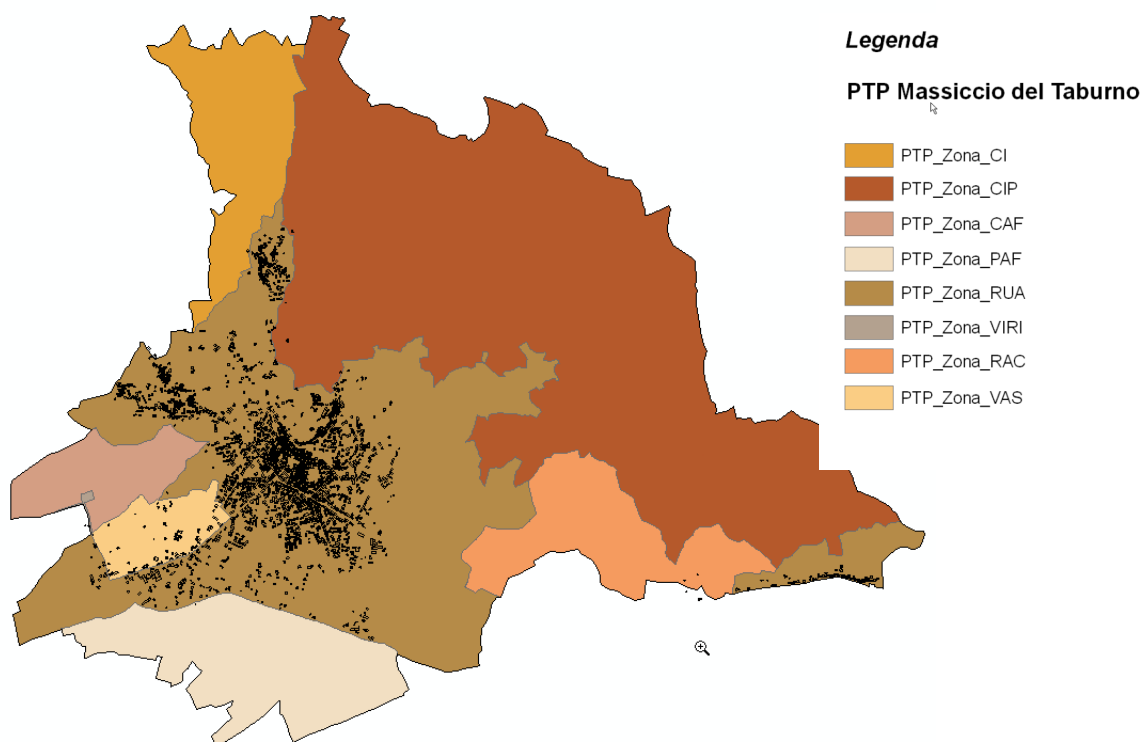 Legenda
PTP Massiccio del Taburno
PTP_Zona_CI
PTP_Zona_CIP
PTP_Zona_CAF
PTP_Zona_PAF
PTP_Zona_RUA
PTP_Zona_VIRI
PTP_Zona_RAC
PTP_Zona_VAS